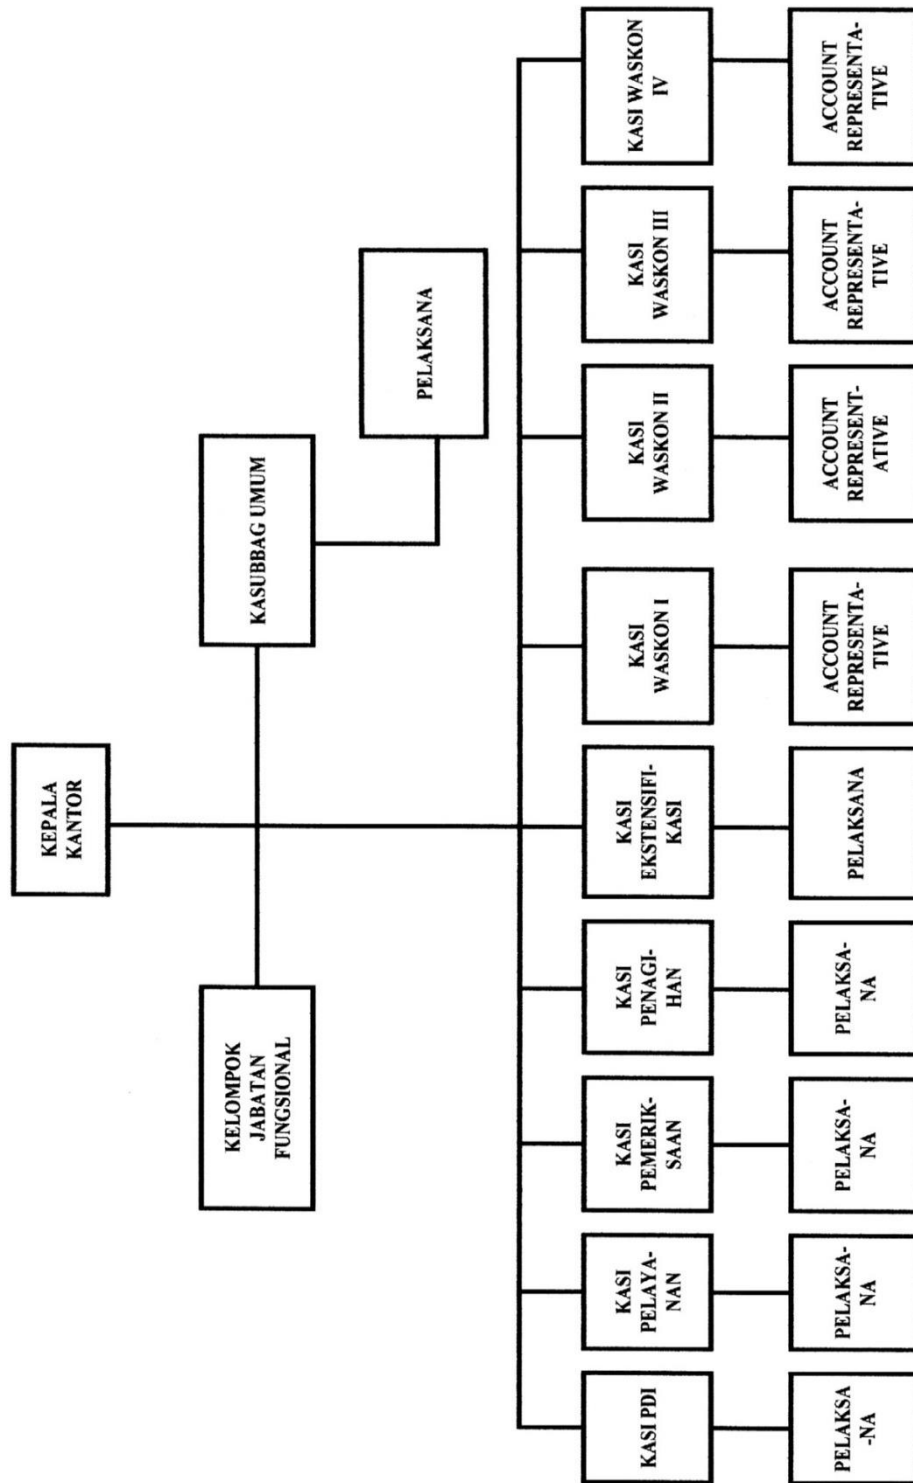 KEPALA
KANTOR
KELOMPOK
JABATAN
FUNGSIONAL
KASUBBAG UMUM
PELAKSANA
KASI PDI
KASI
PELAYA-
NAN
KASI
PEMERIK-
SAAN
KASI
PENAGI-
HAN
KASI
EKSTENSIFI-
KASI
KASI
WASKON I
KASI
WASKON II
KASI
WASKON III
KASI WASKON
IV
PELAKSA
-NA
PELAKSA-
NA
PELAKSA-
NA
PELAKSA-
NA
PELAKSANA
ACCOUNT
REPRESENTA-
TIVE
ACCOUNT
REPRESENT-
ATIVE
ACCOUNT
REPRESENTA-
TIVE
ACCOUNT
REPRESENTA-
TIVE